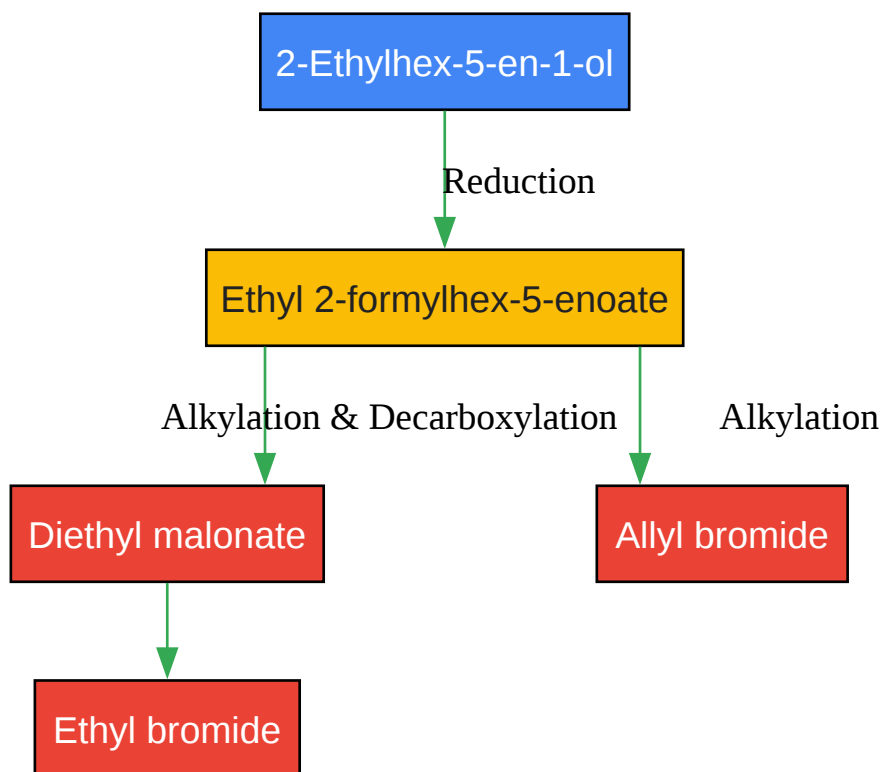 2-Ethylhex-5-en-1-ol
Reduction
Ethyl 2-formylhex-5-enoate
Alkylation & Decarboxylation
Alkylation
Diethyl malonate
Allyl bromide
Ethyl bromide